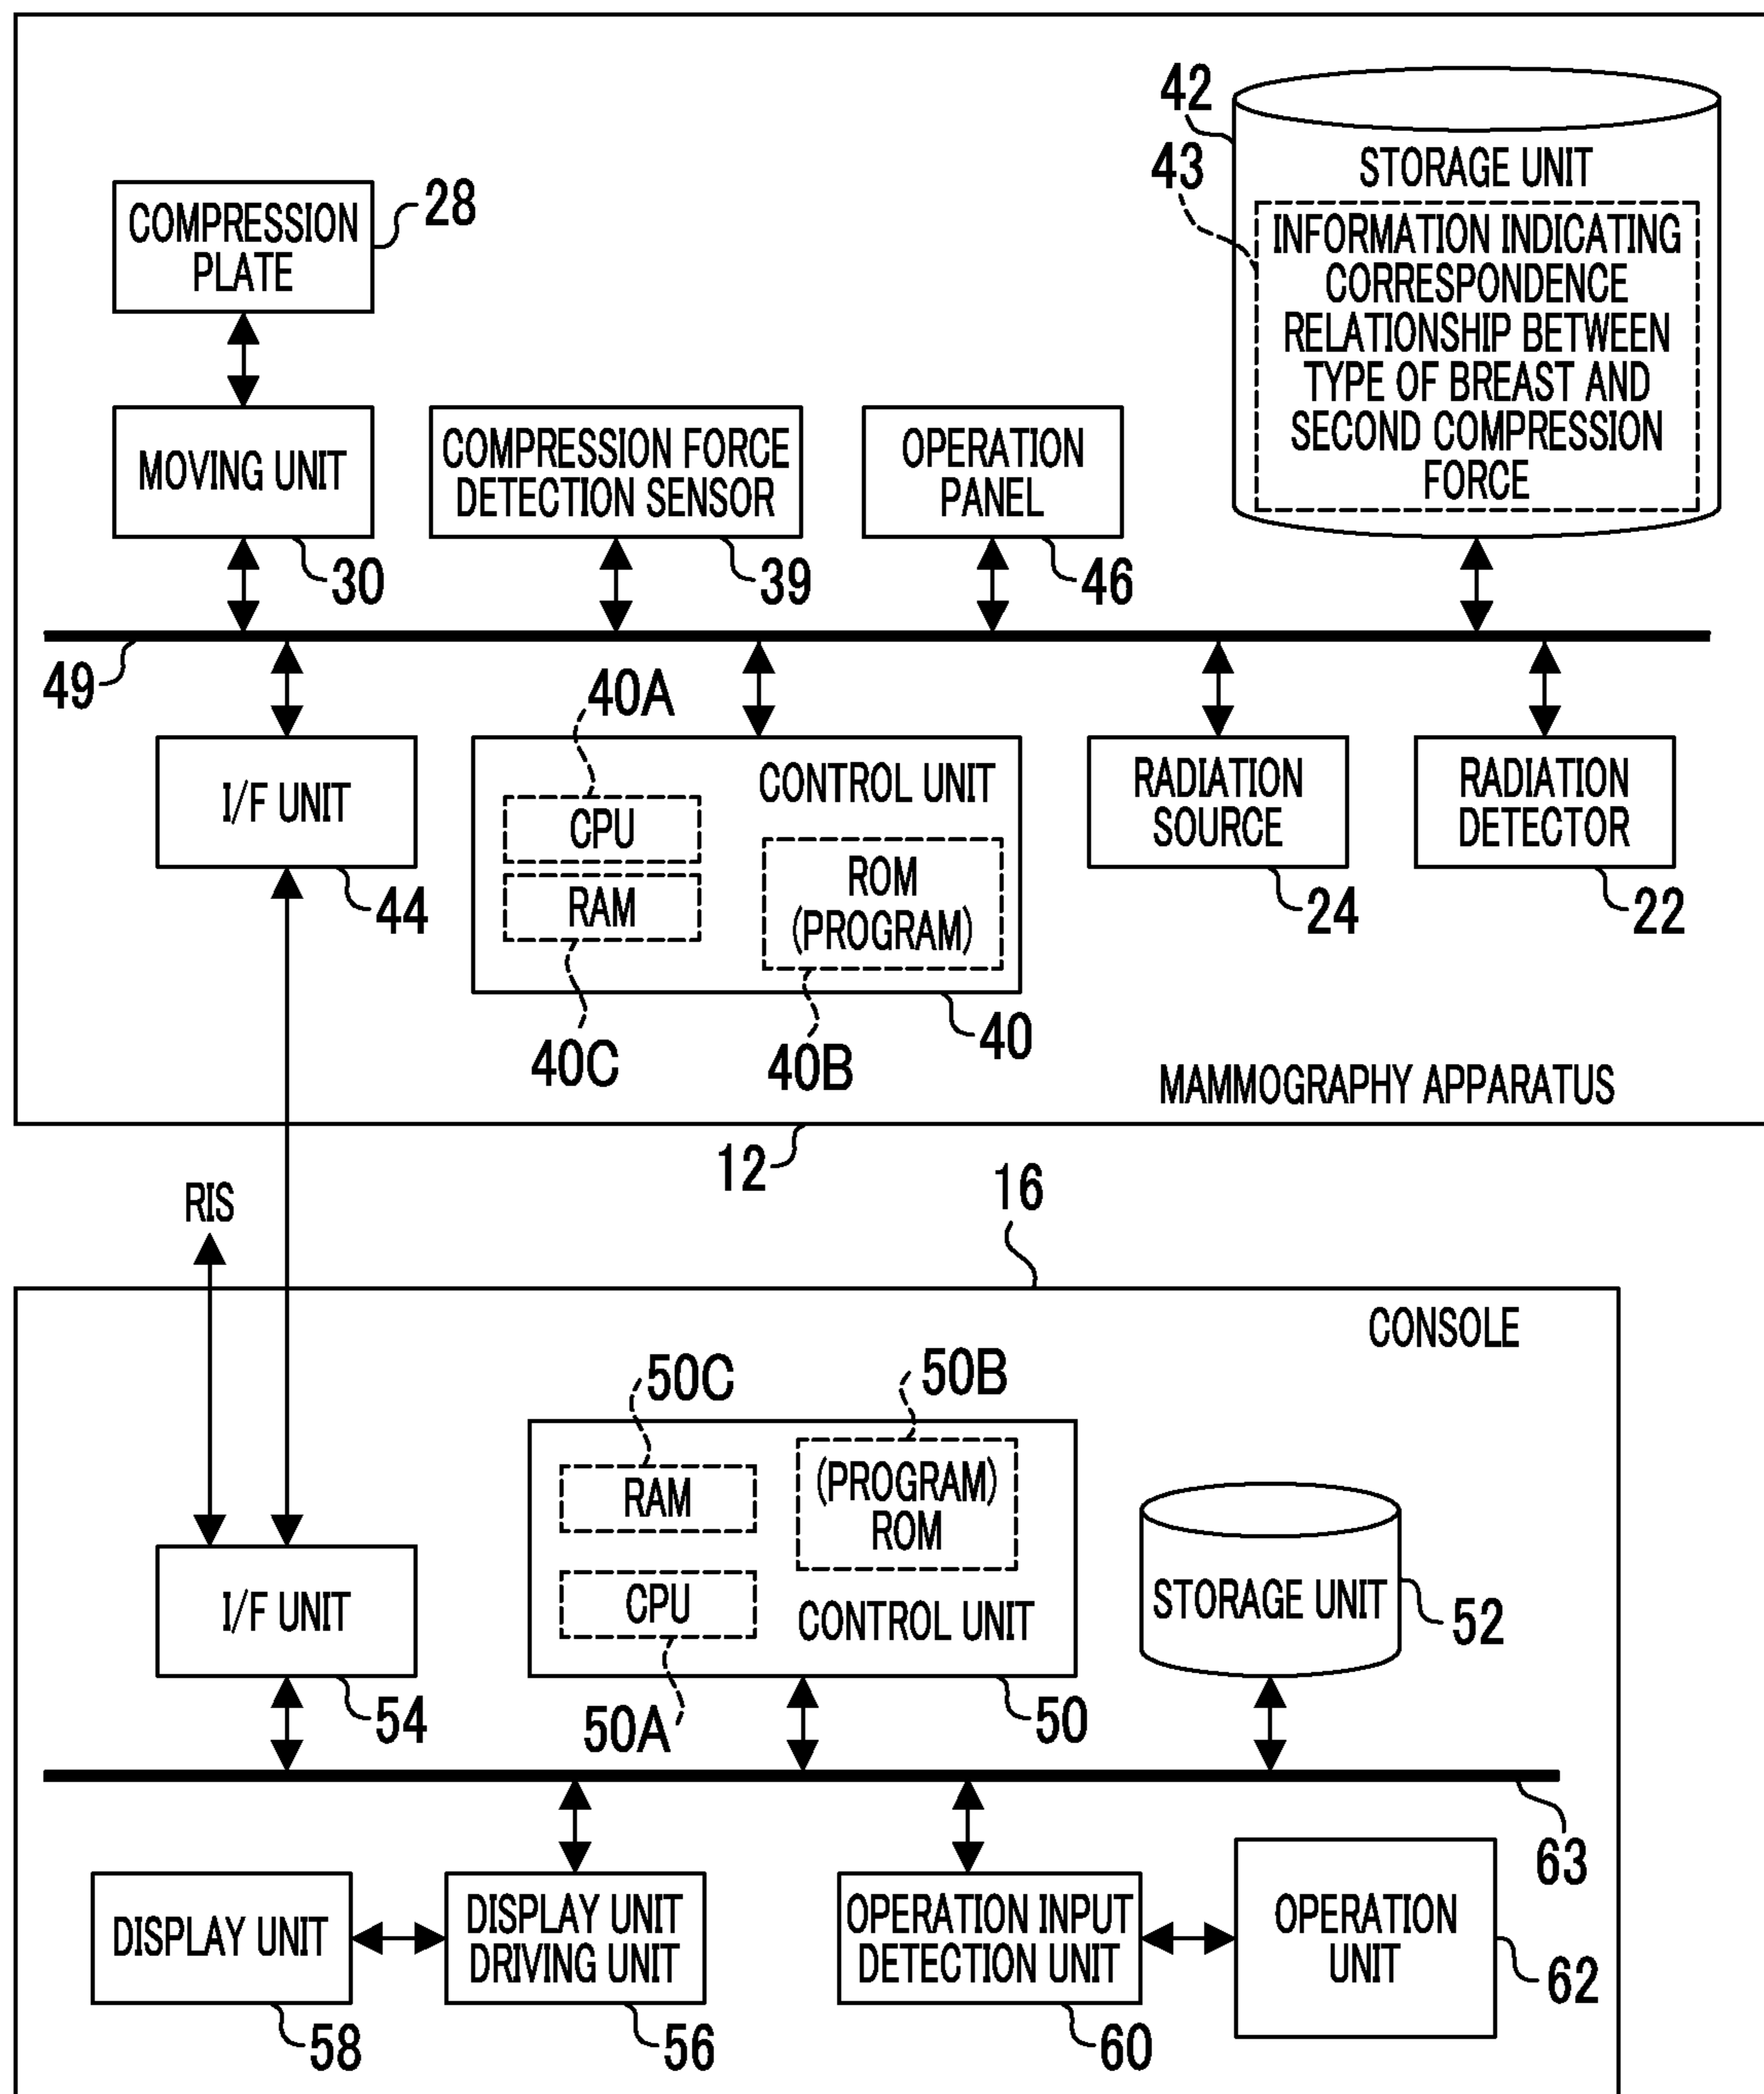 42
43
STORAGE UNIT
INFORMATION INDICATING
CORRESPONDENCE
RELATIONSHIP BETWEEN
TYPE OF BREAST AND
SECOND COMPRESSION
FORCE
COMPRESSION
PLATE
28
MOVING UNIT
30
COMPRESSION FORCE
DETECTION SENSOR
39
OPERATION
PANEL
46
49
I/F UNIT
44
40A
CONTROL UNIT
CPU
RAM
ROM
(PROGRAM)
40C
40B
40
RADIATION
SOURCE
24
RADIATION
DETECTOR
22
MAMMOGRAPHY APPARATUS
12
RIS
16
CONSOLE
50C
50B
RAM
(PROGRAM)
ROM
CPU
CONTROL UNIT
50A
50
I/F UNIT
54
STORAGE UNIT
52
63
DISPLAY UNIT
58
DISPLAY UNIT
DRIVING UNIT
56
OPERATION INPUT
DETECTION UNIT
60
OPERATION
UNIT
62